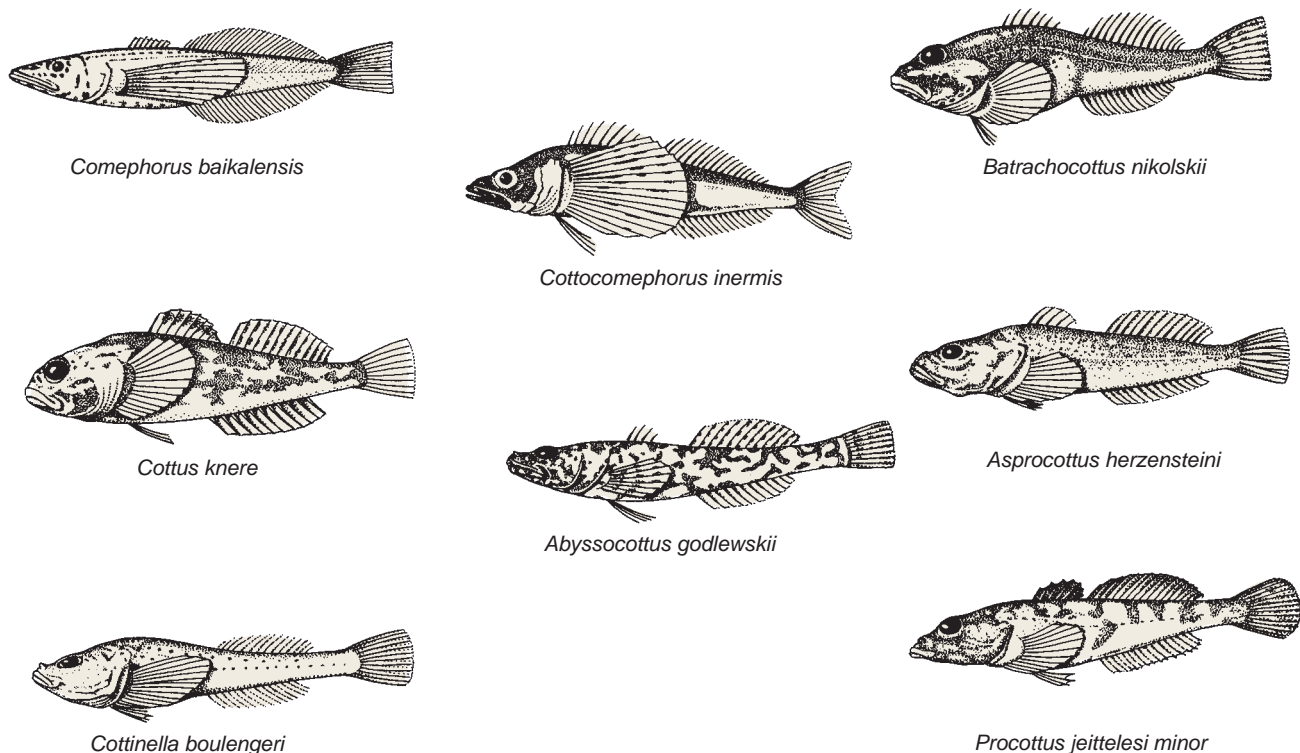 Comephorus baikalensis
Batrachocottus nikolskii
Cottocomephorus inermis
Cottus knere
Asprocottus herzensteini
Abyssocottus godlewskii
Cottinella boulengeri
Procottus jeittelesi minor